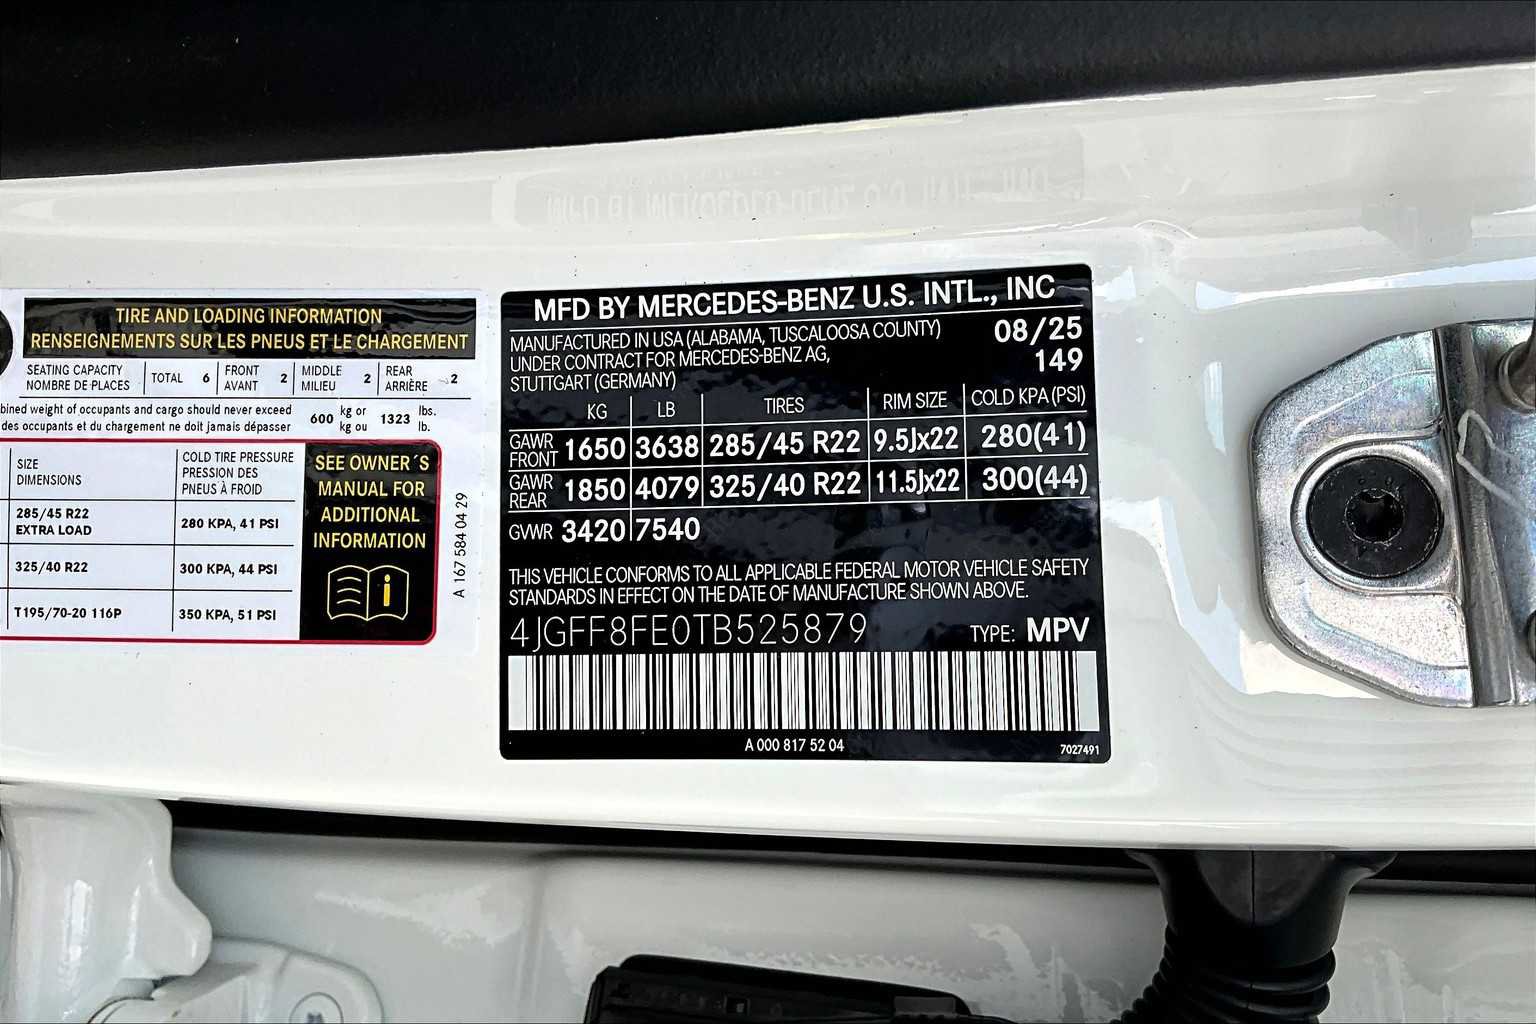 TIRE AND LOADING INFORMATION
RENSEIGNEMENTS SUR LES PNEUS ET LE CHARGEMENT
SEATING CAPACITY
NOMBRE DE PLACES
TOTAL 6
FRONT
AVANT 2
MIDDLE
MILIEU 2
REAR
ARRIÈRE 2
bined weight of occupants and cargo should never exceed 600 kg or 1323 lbs.
des occupants et du chargement ne doit jamais dépasser kg ou lb.
SIZE
DIMENSIONS
COLD TIRE PRESSURE
PRESSION DES
PNEUS À FROID
285/45 R22
EXTRA LOAD
280 KPA, 41 PSI
325/40 R22
300 KPA, 44 PSI
T195/70-20 116P
350 KPA, 51 PSI
SEE OWNER´S
MANUAL FOR
ADDITIONAL
INFORMATION
A 167 584 04 29
MFD BY MERCEDES-BENZ U.S. INTL., INC
MANUFACTURED IN USA (ALABAMA, TUSCALOOSA COUNTY)
UNDER CONTRACT FOR MERCEDES-BENZ AG,
STUTTGART (GERMANY)
08/25
149
KG LB TIRES RIM SIZE COLD KPA (PSI)
GAWR
FRONT 1650 3638 285/45 R22 9.5Jx22 280(41)
GAWR
REAR 1850 4079 325/40 R22 11.5Jx22 300(44)
GVWR 3420 7540
THIS VEHICLE CONFORMS TO ALL APPLICABLE FEDERAL MOTOR VEHICLE SAFETY
STANDARDS IN EFFECT ON THE DATE OF MANUFACTURE SHOWN ABOVE.
4JGFF8FE0TB525879 TYPE: MPV
A 000 817 52 04
7027491